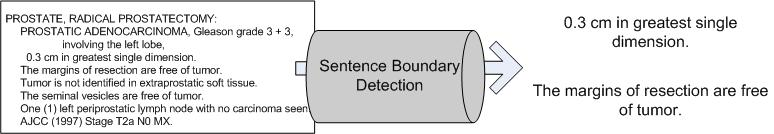 PROSTATE, RADICAL PROSTATECTOMY:
PROSTATIC ADENOCARCINOMA, Gleason grade 3 + 3,
involving the left lobe,
0.3 cm in greatest single dimension.
The margins of resection are free of tumor.
Tumor is not identified in extraprostatic soft tissue.
The seminal vesicles are free of tumor.
One (1) left periprostatic lymph node with no carcinoma seen
AJCC (1997) Stage T2a N0 MX.
Sentence Boundary
Detection
0.3 cm in greatest single
dimension.
The margins of resection are free
of tumor.